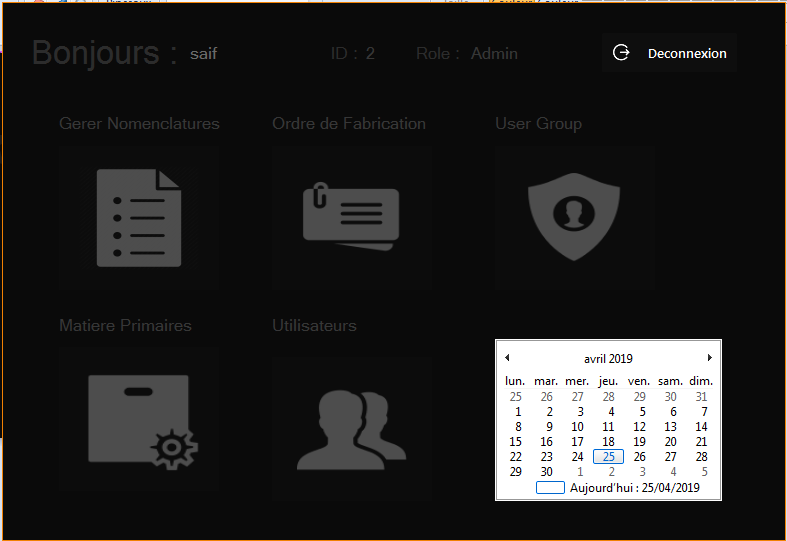 Bonjours : saif ID : 2 Role : Admin Deconnexion
Gerer Nomenclatures Ordre de Fabrication User Group
Matiere Primaires Utilisateurs
avril 2019
lun. mar. mer. jeu. ven. sam. dim.
25 26 27 28 29 30 31
1 2 3 4 5 6 7
8 9 10 11 12 13 14
15 16 17 18 19 20 21
22 23 24 25 26 27 28
29 30 1 2 3 4 5
Aujourd'hui : 25/04/2019